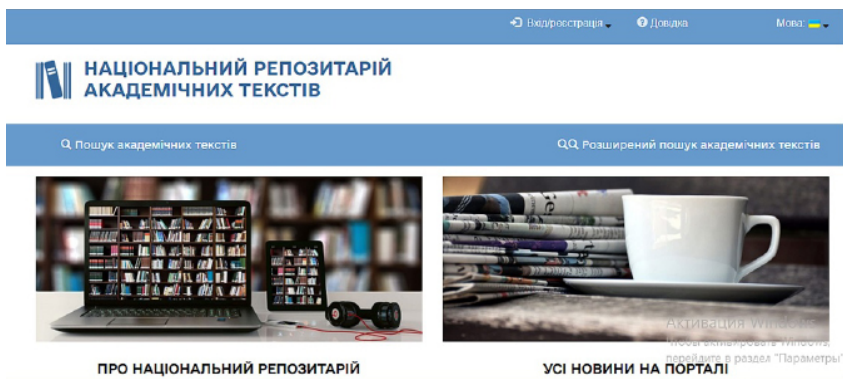 Вхід/реєстрація
Довідка
Мова:
НАЦІОНАЛЬНИЙ РЕПОЗИТАРІЙ
АКАДЕМІЧНИХ ТЕКСТІВ
Пошук академічних текстів
Розширений пошук академічних текстів
Активация Windows
Чтобы активировать Windows,
перейдите в раздел "Параметры"
ПРО НАЦІОНАЛЬНИЙ РЕПОЗИТАРІЙ
УСІ НОВИНИ НА ПОРТАЛІ